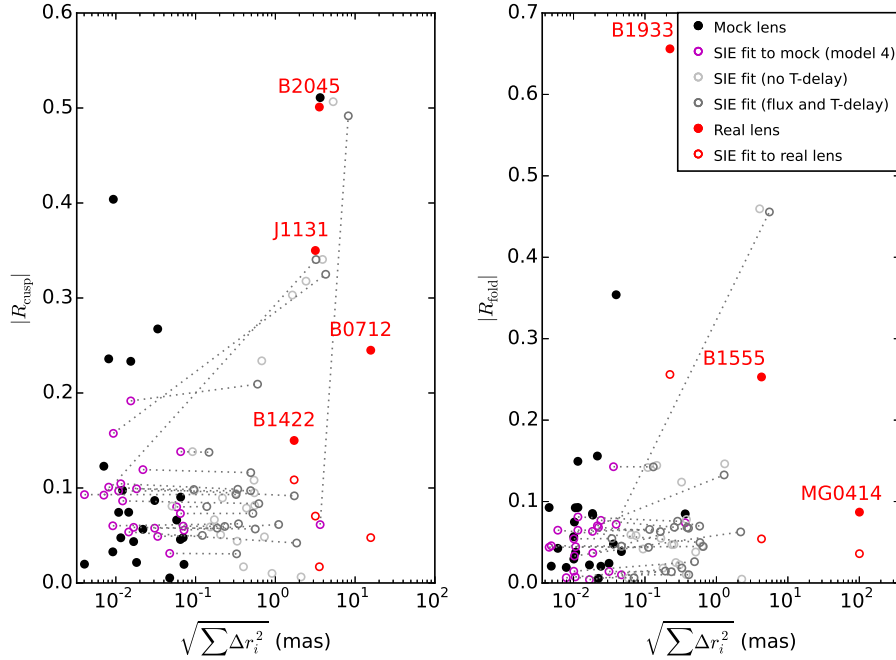 0.6
0.5
0.4
0.3
0.2
0.1
0.0
|R_cusp|
B2045
J1131
B0712
B1422
10^-2 10^-1 10^0 10^1 10^2
√∑Δr_i^2 (mas)
0.7
0.6
0.5
0.4
0.3
0.2
0.1
0.0
|R_fold|
B1933
B1555
MG0414
Mock lens
SIE fit to mock (model 4)
SIE fit (no T-delay)
SIE fit (flux and T-delay)
Real lens
SIE fit to real lens
10^-2 10^-1 10^0 10^1 10^2
√∑Δr_i^2 (mas)